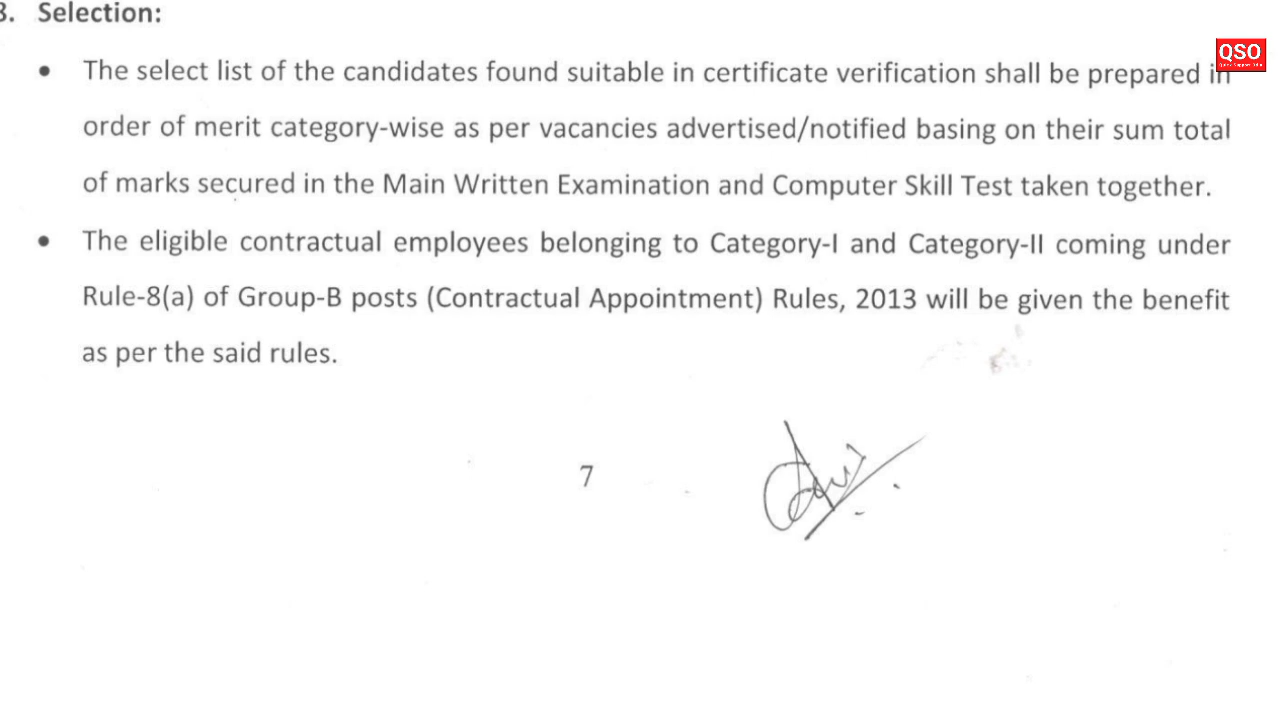 3. Selection:
QSO
• The select list of the candidates found suitable in certificate verification shall be prepared in
order of merit category-wise as per vacancies advertised/notified basing on their sum total
of marks secured in the Main Written Examination and Computer Skill Test taken together.
• The eligible contractual employees belonging to Category-I and Category-II coming under
Rule-8(a) of Group-B posts (Contractual Appointment) Rules, 2013 will be given the benefit
as per the said rules.
7